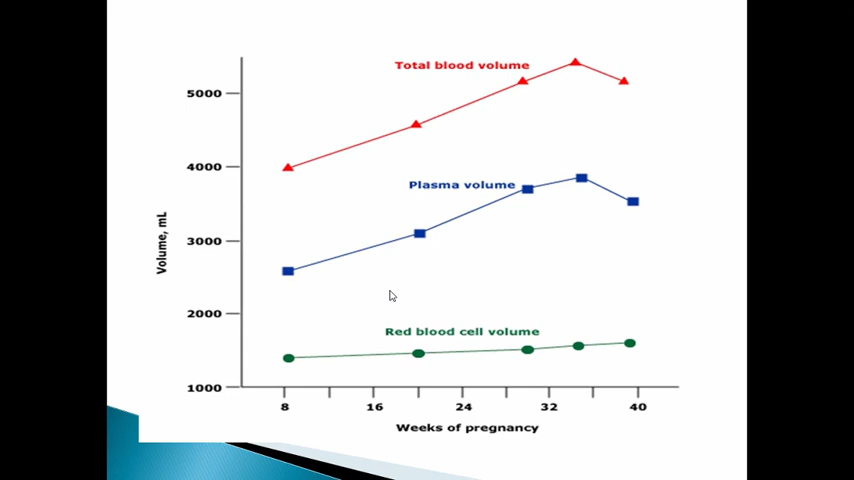 Total blood volume
5000
4000
Plasma volume
Volume, mL
3000
2000
Red blood cell volume
1000
8 16 24 32 40
Weeks of pregnancy